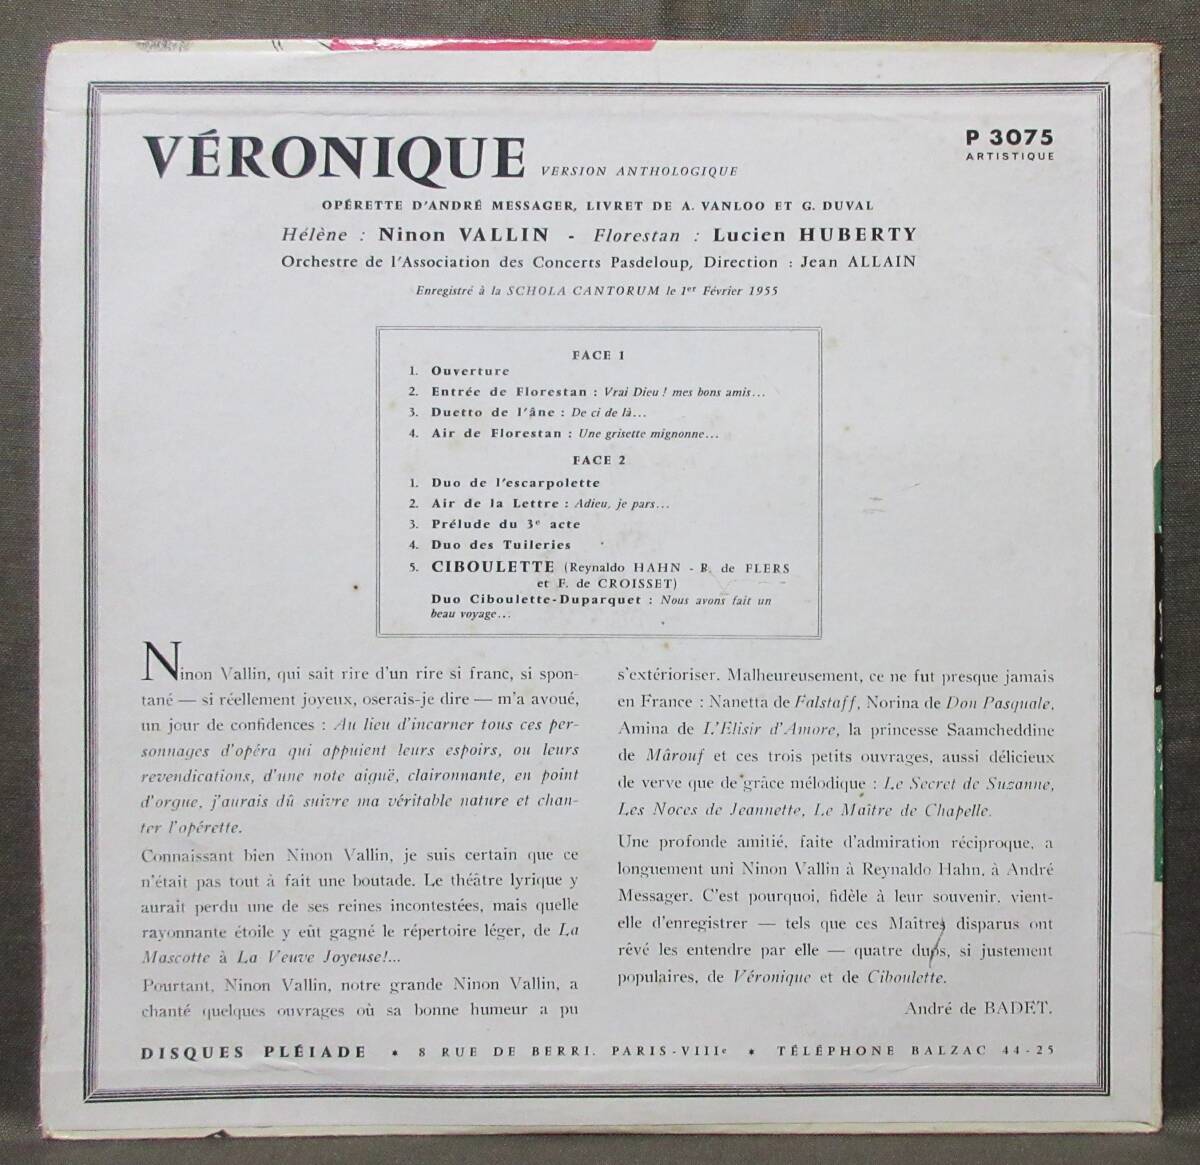 VÉRONIQUE VERSION ANTHOLOGIQUE
P 3075
ARTISTIQUE
OPÉRETTE D'ANDRÉ MESSAGER, LIVRET DE A. VANLOO ET G. DUVAL
Hélène : Ninon VALLIN - Florestan : Lucien HUBERTY
Orchestre de l'Association des Concerts Pasdeloup, Direction : Jean ALLAIN
Enregistré à la SCHOLA CANTORUM le 1er Février 1955
FACE 1
1. Ouverture
2. Entrée de Florestan : Vrai Dieu ! mes bons amis...
3. Duetto de l'âne : De ci de là...
4. Air de Florestan : Une grisette mignonne...
FACE 2
1. Duo de l'escarpolette
2. Air de la Lettre : Adieu, je pars...
3. Prélude du 3e acte
4. Duo des Tuileries
5. CIBOULETTE (Reynaldo HAHN - R. de FLERS
et F. de CROISSET)
Duo Ciboulette-Duparquet : Nous avons fait un
beau voyage...
Ninon Vallin, qui sait rire d'un rire si franc, si spon-
tané — si réellement joyeux, oserais-je dire — m'a avoué,
un jour de confidences : Au lieu d'incarner tous ces per-
sonnages d'opéra qui appuient leurs espoirs, ou leurs
revendications, d'une note aiguë, claironnante, en point
d'orgue, j'aurais dû suivre ma véritable nature et chan-
ter l'opérette.
Connaissant bien Ninon Vallin, je suis certain que ce
n'était pas tout à fait une boutade. Le théâtre lyrique y
aurait perdu une de ses reines incontestées, mais quelle
rayonnante étoile y eût gagné le répertoire léger, de La
Mascotte à La Veuve Joyeuse!...
Pourtant, Ninon Vallin, notre grande Ninon Vallin, a
chanté quelques ouvrages où sa bonne humeur a pu
s'extérioriser. Malheureusement, ce ne fut presque jamais
en France : Nanetta de Falstaff, Norina de Don Pasquale,
Amina de L'Elisir d'Amore, la princesse Saamcheddine
de Mârouf et ces trois petits ouvrages, aussi délicieux
de verve que de grâce mélodique : Le Secret de Suzanne,
Les Noces de Jeannette, Le Maître de Chapelle.
Une profonde amitié, faite d'admiration réciproque, a
longuement uni Ninon Vallin à Reynaldo Hahn, à André
Messager. C'est pourquoi, fidèle à leur souvenir, vient-
elle d'enregistrer — tels que ces Maîtres disparus ont
rêvé les entendre par elle — quatre duos, si justement
populaires, de Véronique et de Ciboulette.
André de BADET.
DISQUES PLÉIADE * 8 RUE DE BERRI. PARIS-VIIIe * TÉLÉPHONE BALZAC 44-25